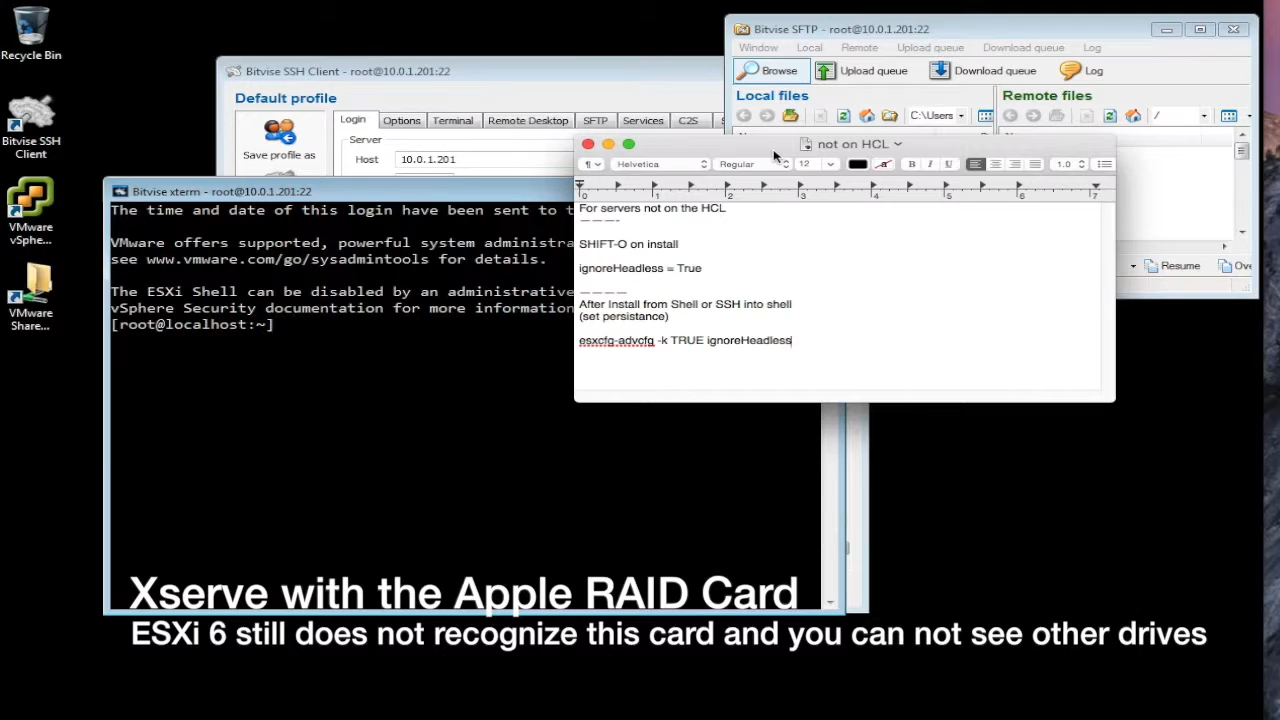 Recycle Bin
Bitvise SSH
Client
VMware
vSphe...
VMware
Share...
Bitvise SSH Client - root@10.0.1.201:22
Default profile
Save profile as
Login
Options
Terminal
Remote Desktop
SFTP
Services
C2S
Server
Host
10.0.1.201
Bitvise SFTP - root@10.0.1.201:22
Window
Local
Remote
Upload queue
Download queue
Log
Browse
Upload queue
Download queue
Log
Local files
Remote files
C:\Users
/
Resume
Bitvise xterm - root@10.0.1.201:22
The time and date of this login have been sent to t
VMware offers supported, powerful system administra
see www.vmware.com/go/sysadmintools for details.
The ESXi Shell can be disabled by an administrative
vSphere Security documentation for more information
[root@localhost:~]
not on HCL
Helvetica
Regular
12
B I U
1.0
0 1 2 3 4 5 6 7
For servers not on the HCL
————-
SHIFT-O on install
ignoreHeadless = True
————
After Install from Shell or SSH into shell
(set persistance)
esxcfg-advcfg -k TRUE ignoreHeadless
Xserve with the Apple RAID Card
ESXi 6 still does not recognize this card and you can not see other drives